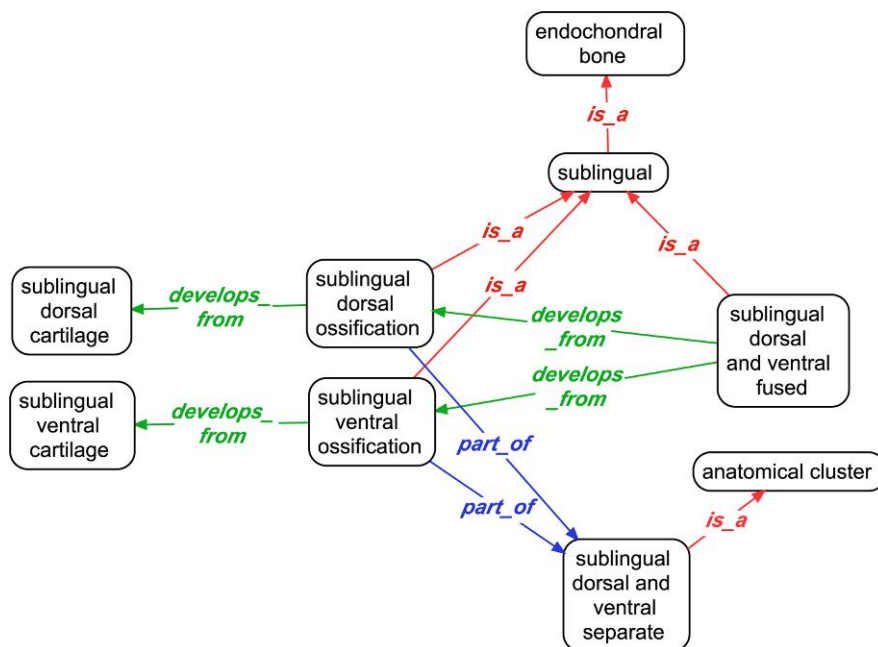 endochondral
bone
is_a
sublingual
is_a
is_a
is_a
sublingual
dorsal
cartilage
develops_
from
sublingual
dorsal
ossification
develops
_from
sublingual
dorsal
and ventral
fused
sublingual
ventral
cartilage
develops_
from
sublingual
ventral
ossification
develops
_from
part_of
part_of
anatomical cluster
is_a
sublingual
dorsal and
ventral
separate